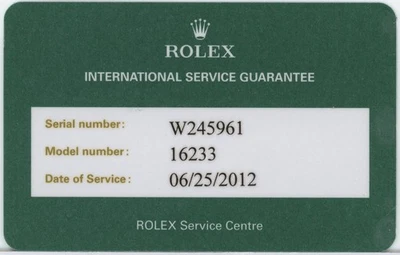 ROLEX
INTERNATIONAL SERVICE GUARANTEE
Serial number: W245961
Model number: 16233
Date of Service: 06/25/2012
ROLEX Service Centre